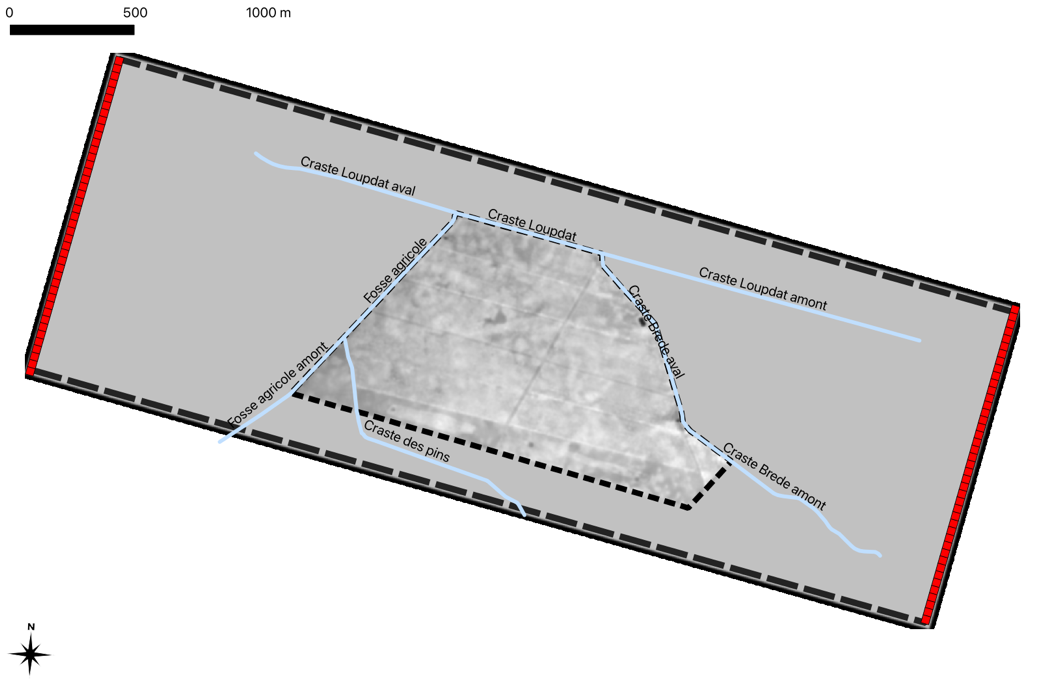 0 500 1000 m
Craste Loupdat aval
Craste Loupdat
Craste Loupdat amont
Fosse agricole
Craste Brede aval
Fosse agricole amont
Craste des pins
Craste Brede amont
N